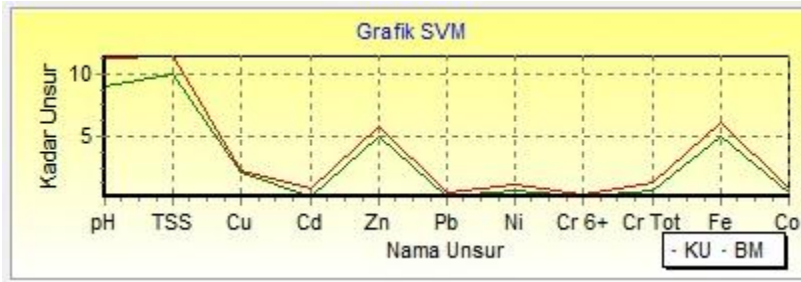 Grafik SVM
Kadar Unsur
10
5
pH TSS Cu Cd Zn Pb Ni Cr 6+ Cr Tot Fe Co
Nama Unsur
- KU - BM